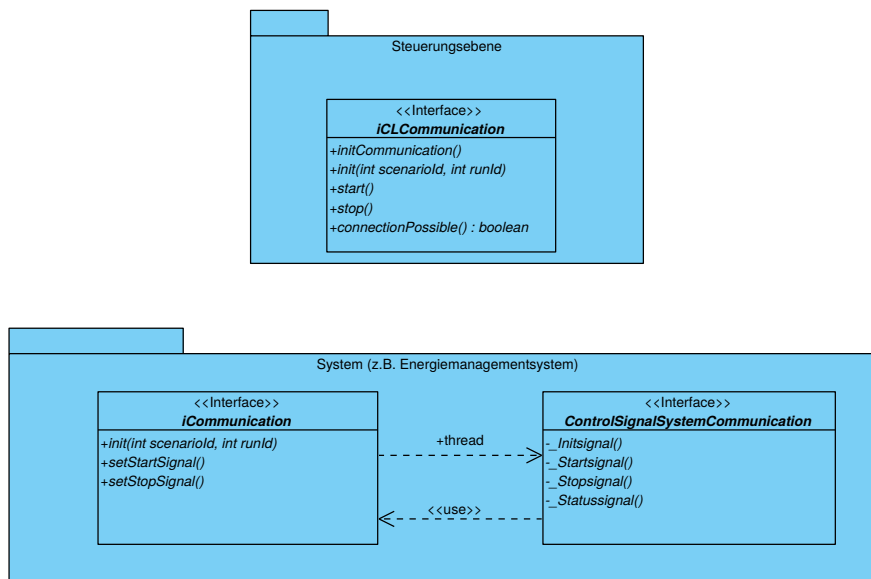 Steuerungsebene
<<Interface>>
iCLCommunication
+initCommunication()
+init(int scenarioId, int runId)
+start()
+stop()
+connectionPossible() : boolean
System (z.B. Energiemanagementsystem)
<<Interface>>
iCommunication
+init(int scenarioId, int runId)
+setStartSignal()
+setStopSignal()
+thread
<<use>>
<<Interface>>
ControlSignalSystemCommunication
-_Initsignal()
-_Startsignal()
-_Stopsignal()
-_Statussignal()